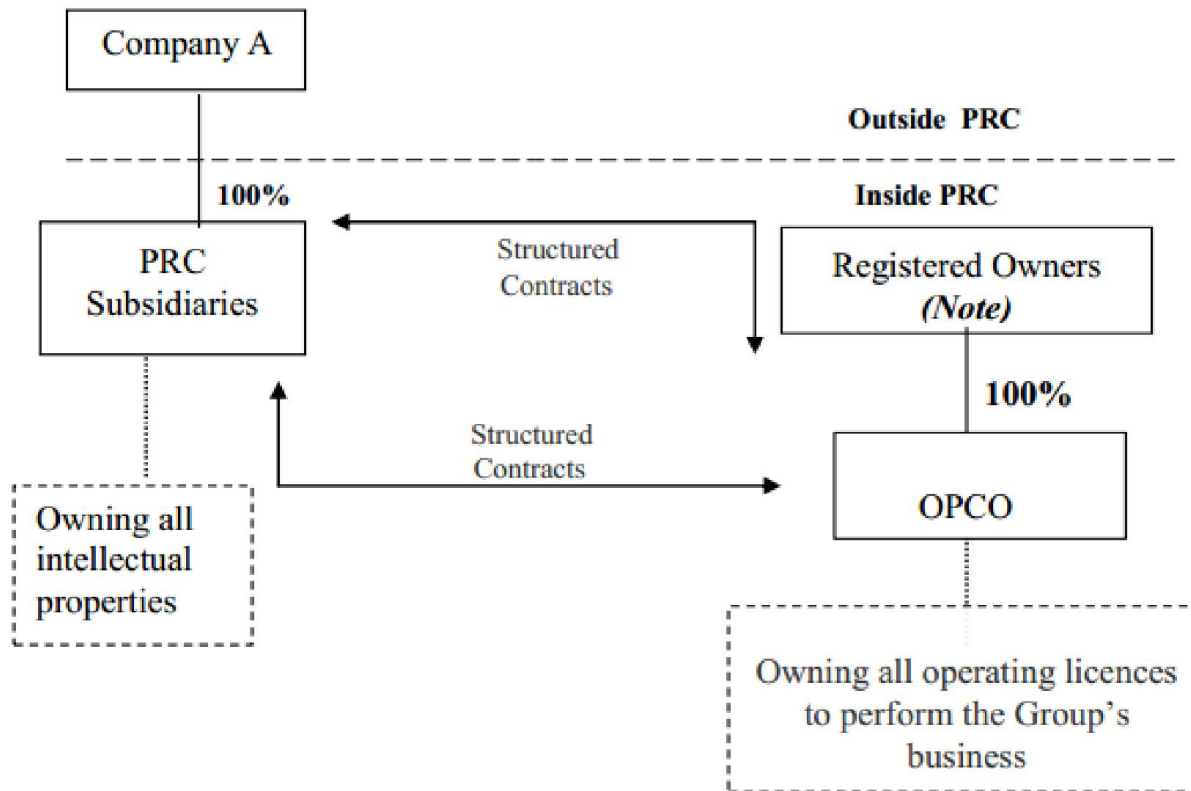 Company A
Outside PRC
100%
Inside PRC
PRC
Subsidiaries
Structured
Contracts
Registered Owners
(Note)
100%
Structured
Contracts
OPCO
Owning all
intellectual
properties
Owning all operating licences
to perform the Group's
business